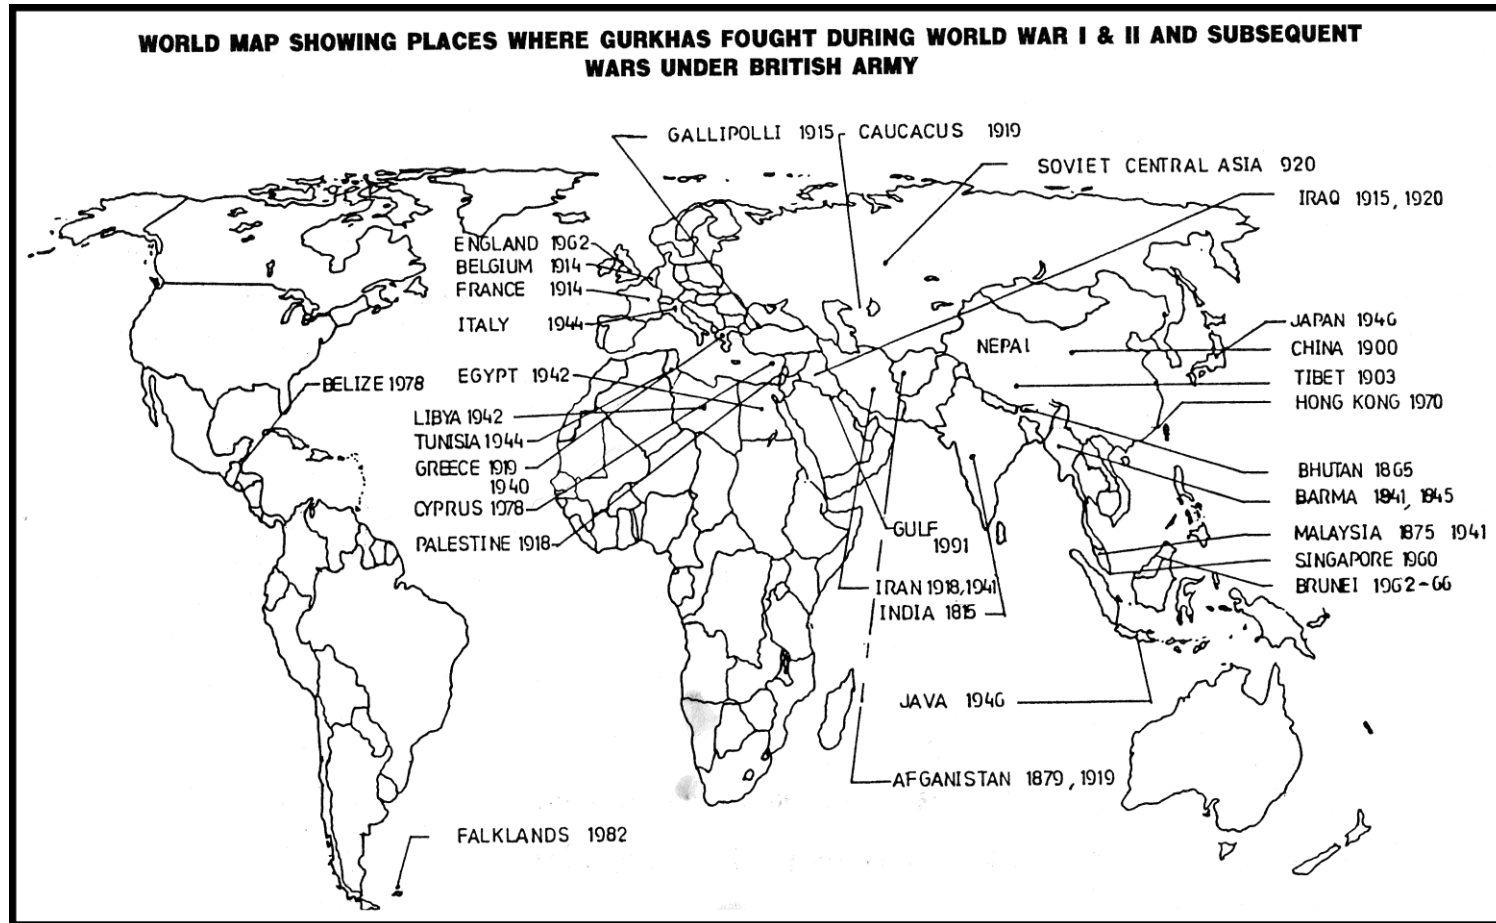 WORLD MAP SHOWING PLACES WHERE GURKHAS FOUGHT DURING WORLD WAR I & II AND SUBSEQUENT
WARS UNDER BRITISH ARMY
GALLIPOLLI 1915
CAUCACUS 1919
SOVIET CENTRAL ASIA 920
IRAQ 1915, 1920
ENGLAND 1962
BELGIUM 1914
FRANCE 1914
ITALY 1944
EGYPT 1942
BELIZE 1978
LIBYA 1942
TUNISIA 1944
GREECE 1919
1940
CYPRUS 1978
PALESTINE 1918
NEPAL
JAPAN 1946
CHINA 1900
TIBET 1903
HONG KONG 1970
BHUTAN 1865
BARMA 1941, 1945
MALAYSIA 1875 1941
SINGAPORE 1960
BRUNEI 1962-66
GULF
1991
IRAN 1918, 1941
INDIA 1815
JAVA 1946
AFGANISTAN 1879, 1919
FALKLANDS 1982